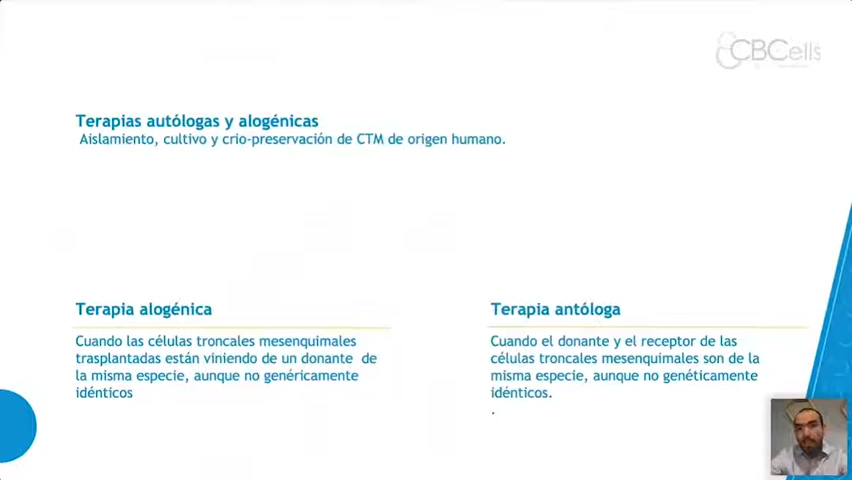 CBCells
Terapias autólogas y alogénicas
Aislamiento, cultivo y crio-preservación de CTM de origen humano.
Terapia alogénica
Cuando las células troncales mesenquimales
trasplantadas están viniendo de un donante de
la misma especie, aunque no genéricamente
idénticos
Terapia antóloga
Cuando el donante y el receptor de las
células troncales mesenquimales son de la
misma especie, aunque no genéticamente
idénticos.
.